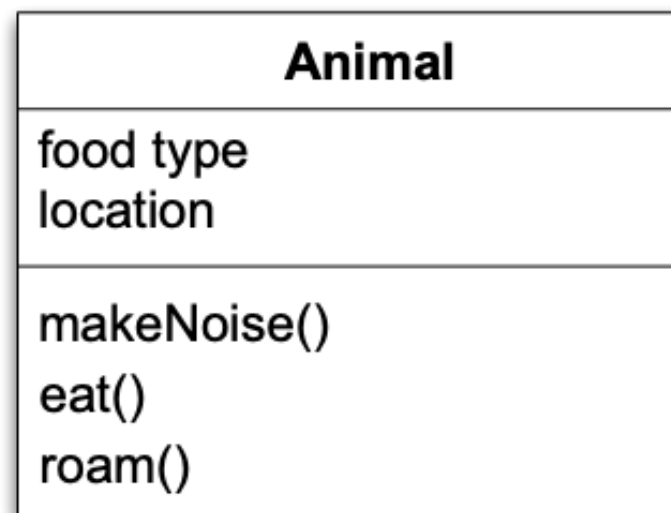 Animal
food type
location
makeNoise()
eat()
roam()